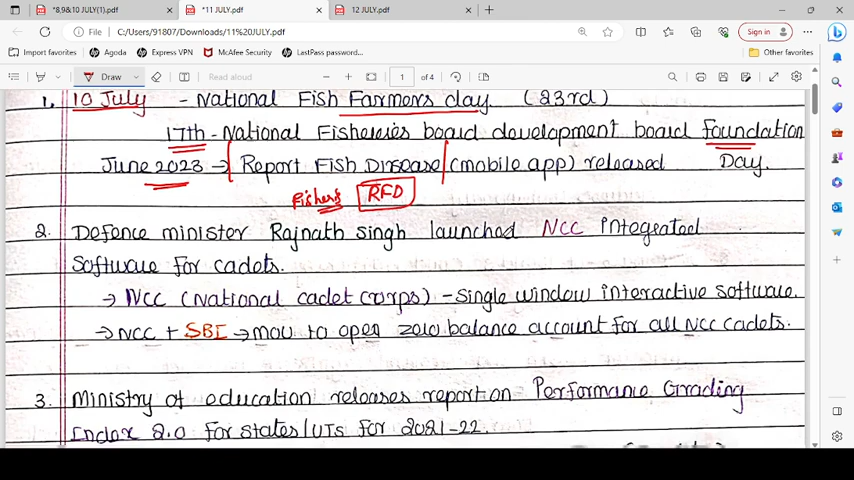 *8,9&10 JULY(1).pdf
*11 JULY.pdf
12 JULY.pdf
File
C:/Users/91807/Downloads/11%20JULY.pdf
Sign in
Import favorites
Agoda
Express VPN
McAfee Security
LastPass password...
Other favorites
Draw
Read aloud
1
of 4
1. 10 July - National Fish Farmers day. (23rd)
17th - National Fisheries board development board Foundation
June 2023 → Report Fish Disease (mobile app) released Day.
Fishers RFD
2. Defence minister Rajnath singh launched NCC integeated
Software for cadets.
→ NCC (National cadet corps) - Single window interactive software.
→ NCC + SBI → MOU to open zero balance account for all NCC cadets.
3. Ministry of education releases report on Performane Grading
Index 2.0 for states/UTs for 2021-22.